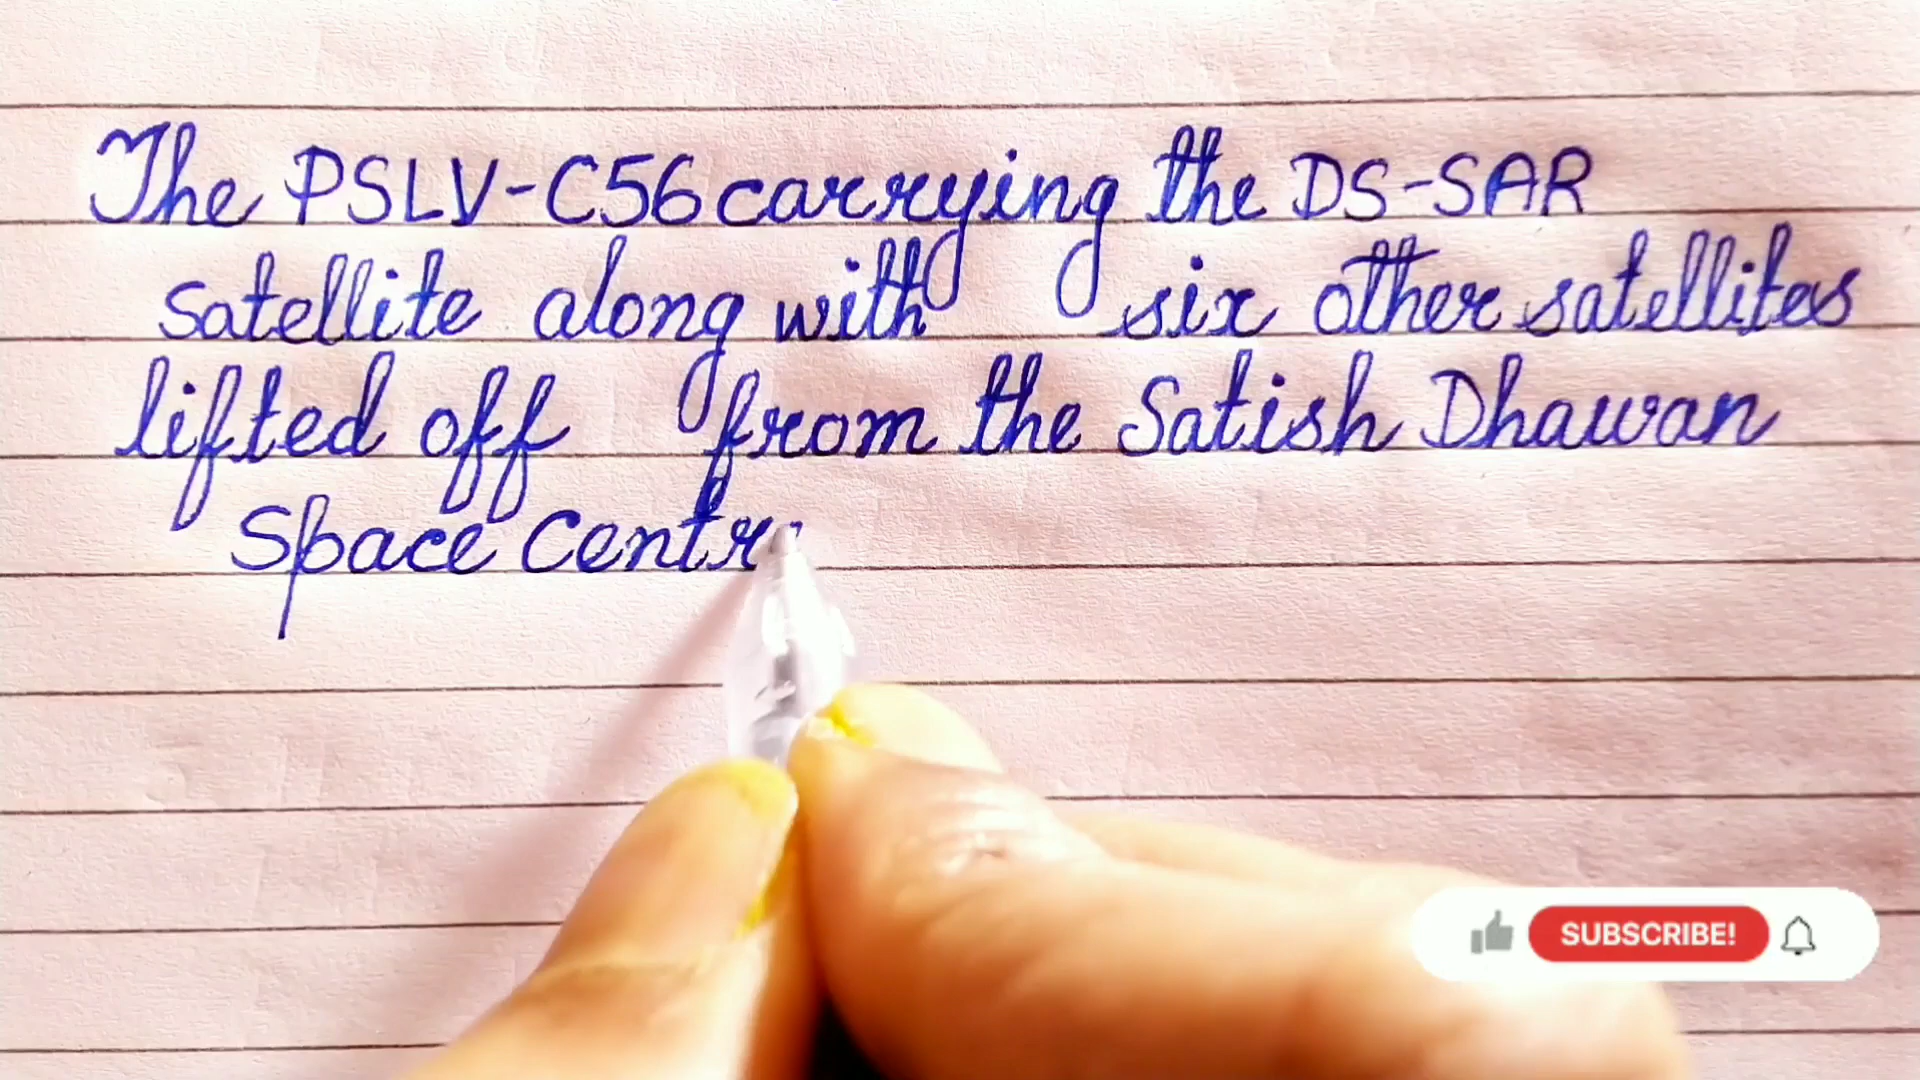 The PSLV-C56 carrying the DS-SAR
satellite along with six other satellites
lifted off from the Satish Dhawan
Space Centr
SUBSCRIBE!